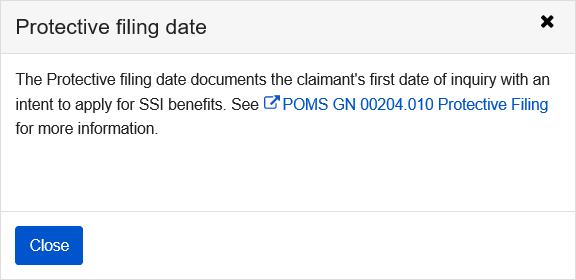 Protective filing date
The Protective filing date documents the claimant's first date of inquiry with an
intent to apply for SSI benefits. See POMS GN 00204.010 Protective Filing
for more information.
Close